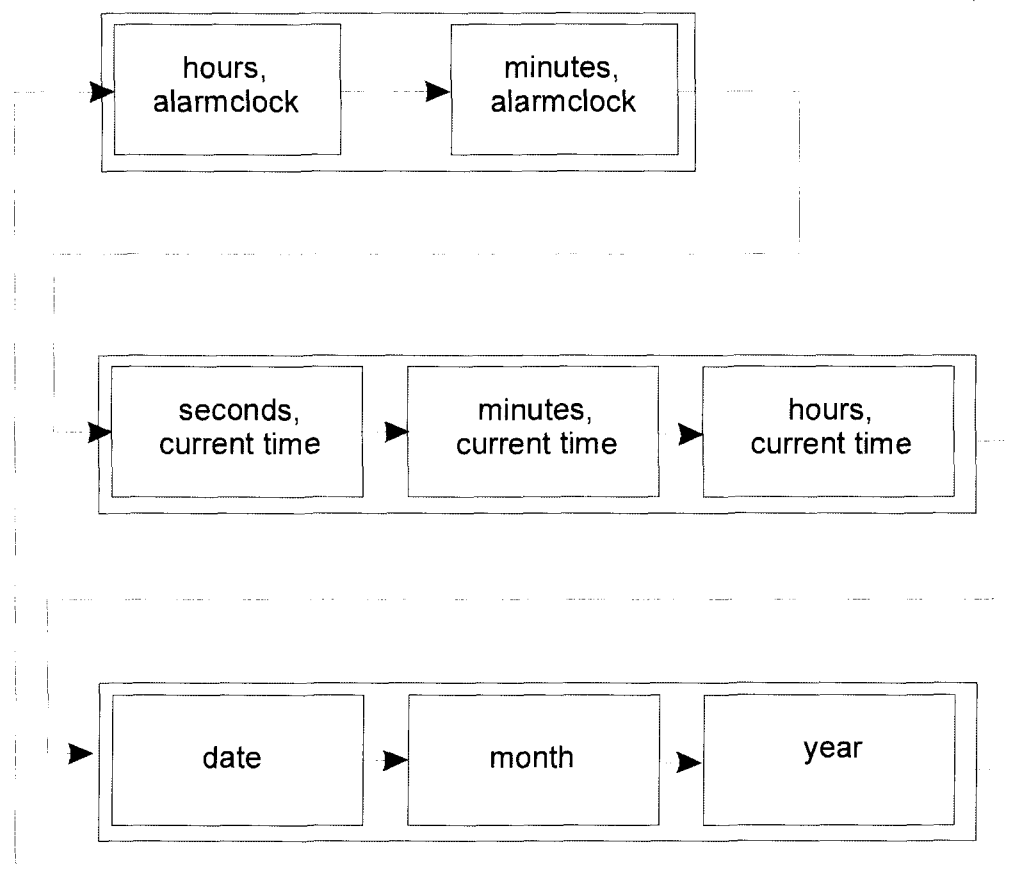 hours,
alarmclock
minutes,
alarmclock
seconds,
current time
minutes,
current time
hours,
current time
date
month
year